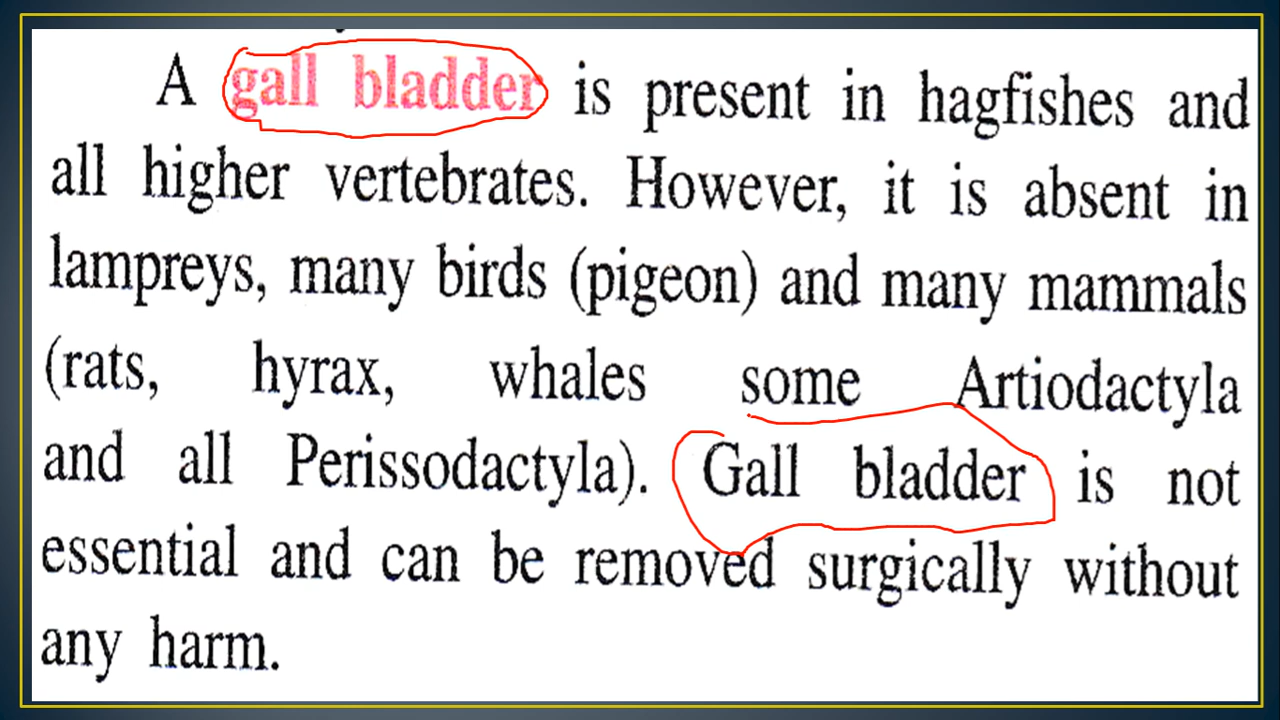 A gall bladder is present in hagfishes and
all higher vertebrates. However, it is absent in
lampreys, many birds (pigeon) and many mammals
(rats, hyrax, whales some Artiodactyla
and all Perissodactyla). Gall bladder is not
essential and can be removed surgically without
any harm.